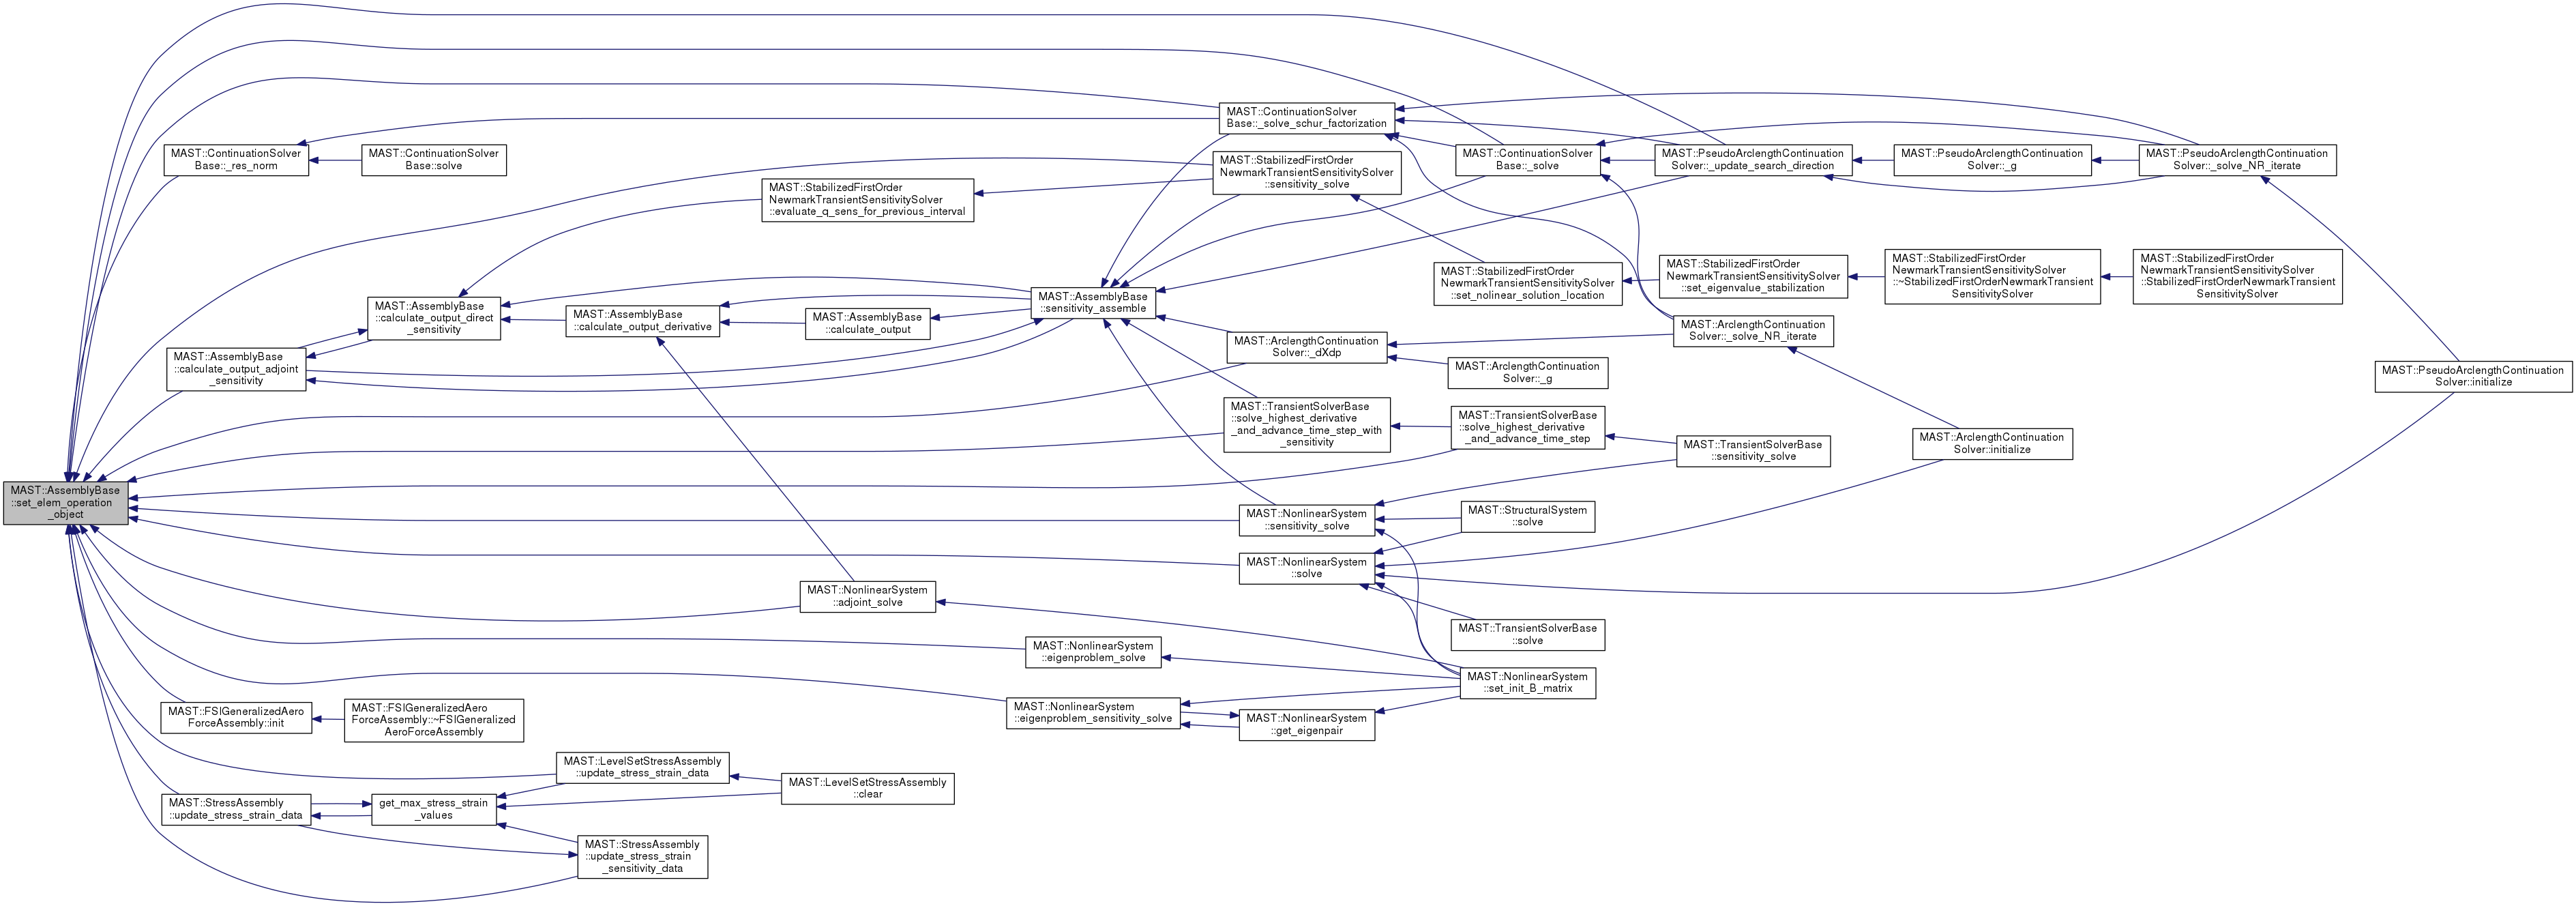 MAST::AssemblyBase
::set_elem_operation
_object
MAST::ContinuationSolver
Base::_res_norm
MAST::ContinuationSolver
Base::solve
MAST::AssemblyBase
::calculate_output_adjoint
_sensitivity
MAST::AssemblyBase
::calculate_output_direct
_sensitivity
MAST::AssemblyBase
::calculate_output_derivative
MAST::AssemblyBase
::calculate_output
MAST::StabilizedFirstOrder
NewmarkTransientSensitivitySolver
::evaluate_q_sens_for_previous_interval
MAST::AssemblyBase
::sensitivity_assemble
MAST::ContinuationSolver
Base::_solve_schur_factorization
MAST::StabilizedFirstOrder
NewmarkTransientSensitivitySolver
::sensitivity_solve
MAST::ContinuationSolver
Base::_solve
MAST::PseudoArclengthContinuation
Solver::_update_search_direction
MAST::PseudoArclengthContinuation
Solver::_g
MAST::PseudoArclengthContinuation
Solver::_solve_NR_iterate
MAST::StabilizedFirstOrder
NewmarkTransientSensitivitySolver
::set_nolinear_solution_location
MAST::StabilizedFirstOrder
NewmarkTransientSensitivitySolver
::set_eigenvalue_stabilization
MAST::StabilizedFirstOrder
NewmarkTransientSensitivitySolver
::~StabilizedFirstOrderNewmarkTransient
SensitivitySolver
MAST::StabilizedFirstOrder
NewmarkTransientSensitivitySolver
::StabilizedFirstOrderNewmarkTransient
SensitivitySolver
MAST::ArclengthContinuation
Solver::_dXdp
MAST::ArclengthContinuation
Solver::_solve_NR_iterate
MAST::ArclengthContinuation
Solver::_g
MAST::PseudoArclengthContinuation
Solver::initialize
MAST::TransientSolverBase
::solve_highest_derivative
_and_advance_time_step_with
_sensitivity
MAST::TransientSolverBase
::solve_highest_derivative
_and_advance_time_step
MAST::TransientSolverBase
::sensitivity_solve
MAST::ArclengthContinuation
Solver::initialize
MAST::NonlinearSystem
::sensitivity_solve
MAST::StructuralSystem
::solve
MAST::NonlinearSystem
::solve
MAST::NonlinearSystem
::adjoint_solve
MAST::TransientSolverBase
::solve
MAST::NonlinearSystem
::eigenproblem_solve
MAST::NonlinearSystem
::set_init_B_matrix
MAST::NonlinearSystem
::eigenproblem_sensitivity_solve
MAST::NonlinearSystem
::get_eigenpair
MAST::FSIGeneralizedAero
ForceAssembly::init
MAST::FSIGeneralizedAero
ForceAssembly::~FSIGeneralized
AeroForceAssembly
MAST::LevelSetStressAssembly
::update_stress_strain_data
MAST::LevelSetStressAssembly
::clear
MAST::StressAssembly
::update_stress_strain_data
get_max_stress_strain
_values
MAST::StressAssembly
::update_stress_strain
_sensitivity_data